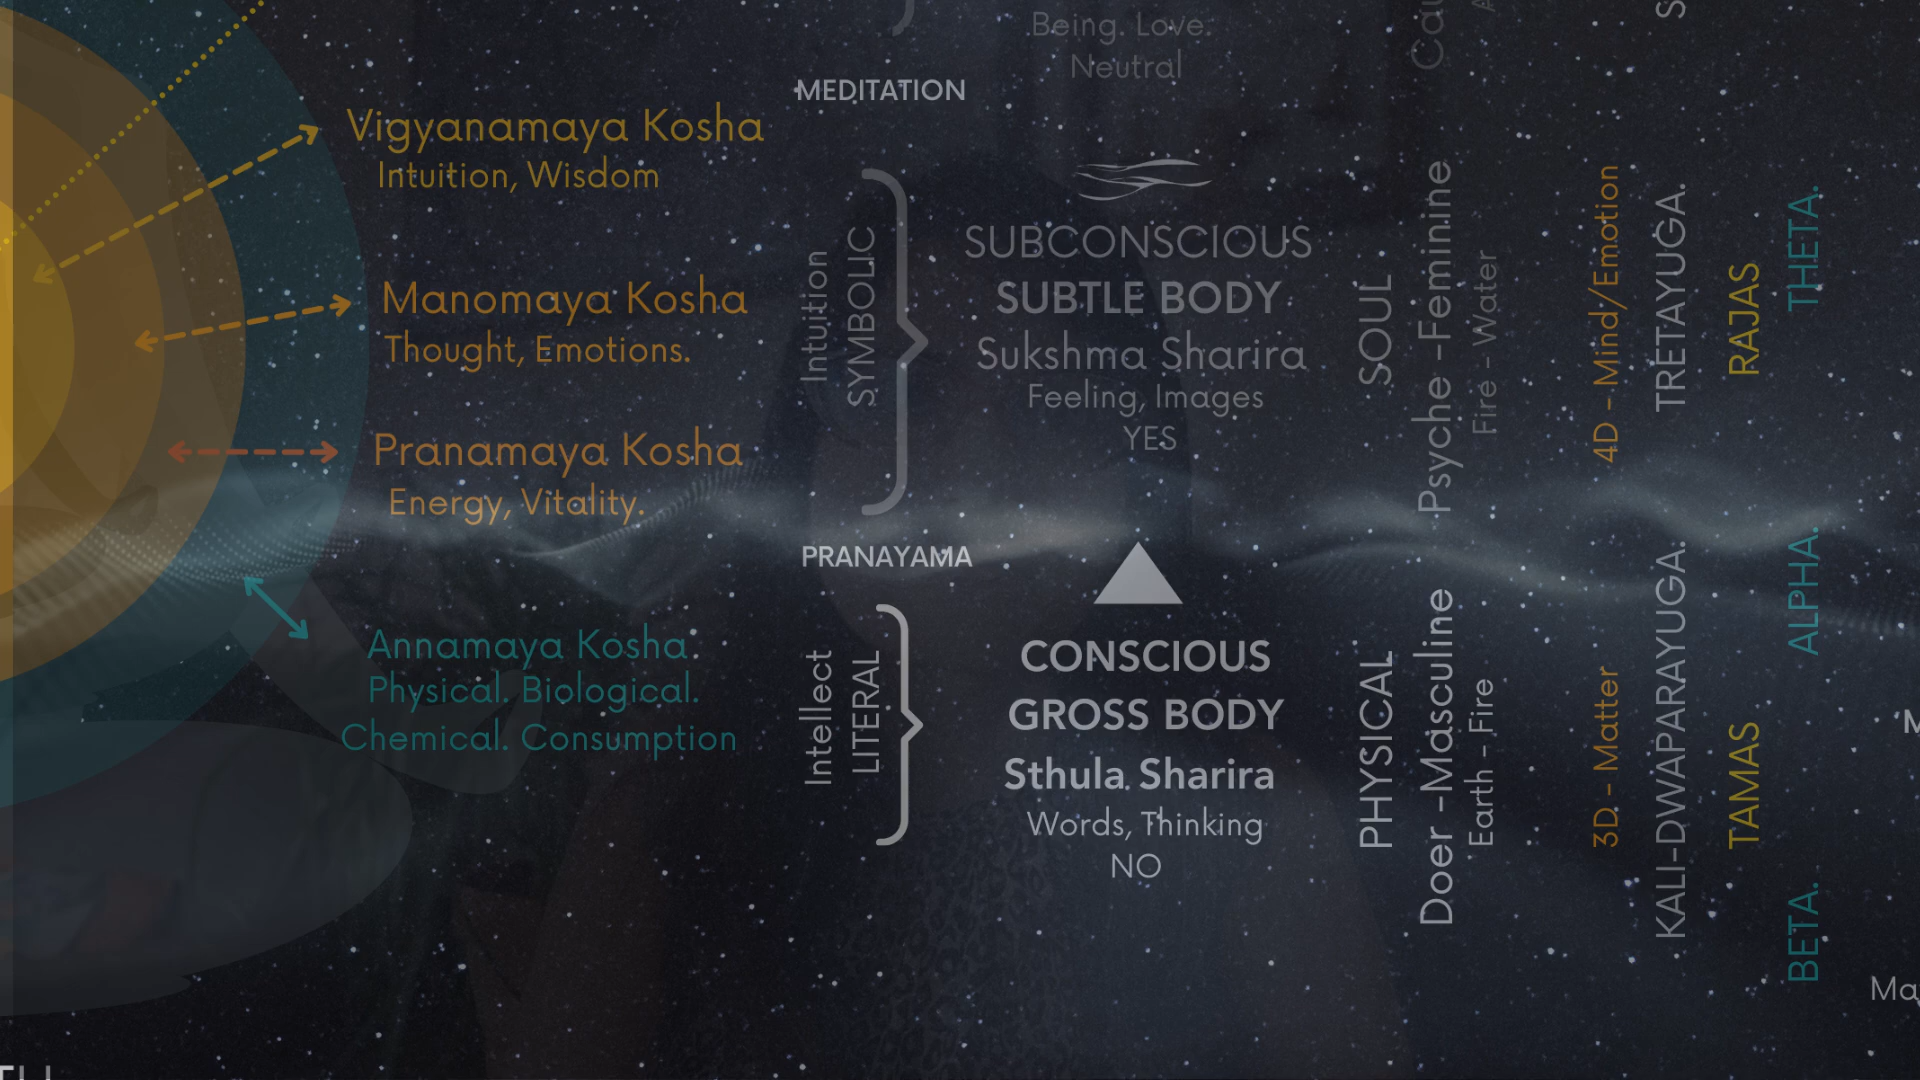 Being. Love.
Neutral
MEDITATION
Vigyanamaya Kosha
Intuition, Wisdom
Manomaya Kosha
Thought, Emotions.
Pranamaya Kosha
Energy, Vitality.
Annamaya Kosha
Physical. Biological.
Chemical. Consumption
Intuition
SYMBOLIC
SUBCONSCIOUS
SUBTLE BODY
Sukshma Sharira
Feeling, Images
YES
PRANAYAMA
Intellect
LITERAL
CONSCIOUS
GROSS BODY
Sthula Sharira
Words, Thinking
NO
SOUL
Psyche -Feminine
Fire - Water
4D - Mind/Emotion
TRETAYUGA.
RAJAS
THETA.
PHYSICAL
Doer -Masculine
Earth - Fire
3D - Matter
KALI-DWAPARAYUGA.
TAMAS
ALPHA.
BETA.